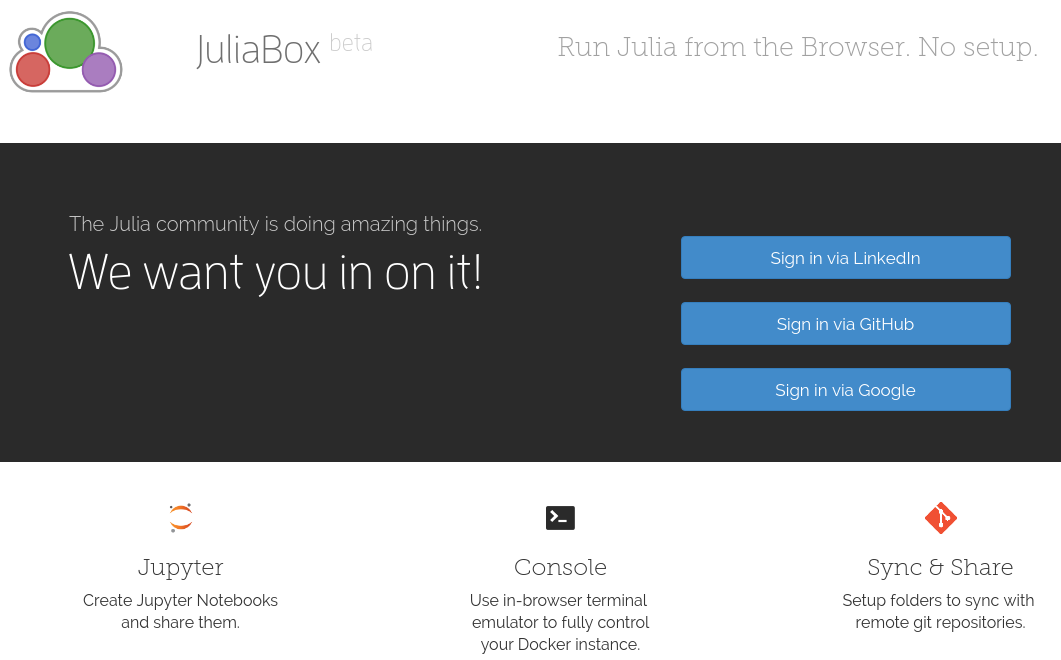 JuliaBox beta
Run Julia from the Browser. No setup.
The Julia community is doing amazing things.
We want you in on it!
Sign in via LinkedIn
Sign in via GitHub
Sign in via Google
Jupyter
Create Jupyter Notebooks
and share them.
Console
Use in-browser terminal
emulator to fully control
your Docker instance.
Sync & Share
Setup folders to sync with
remote git repositories.